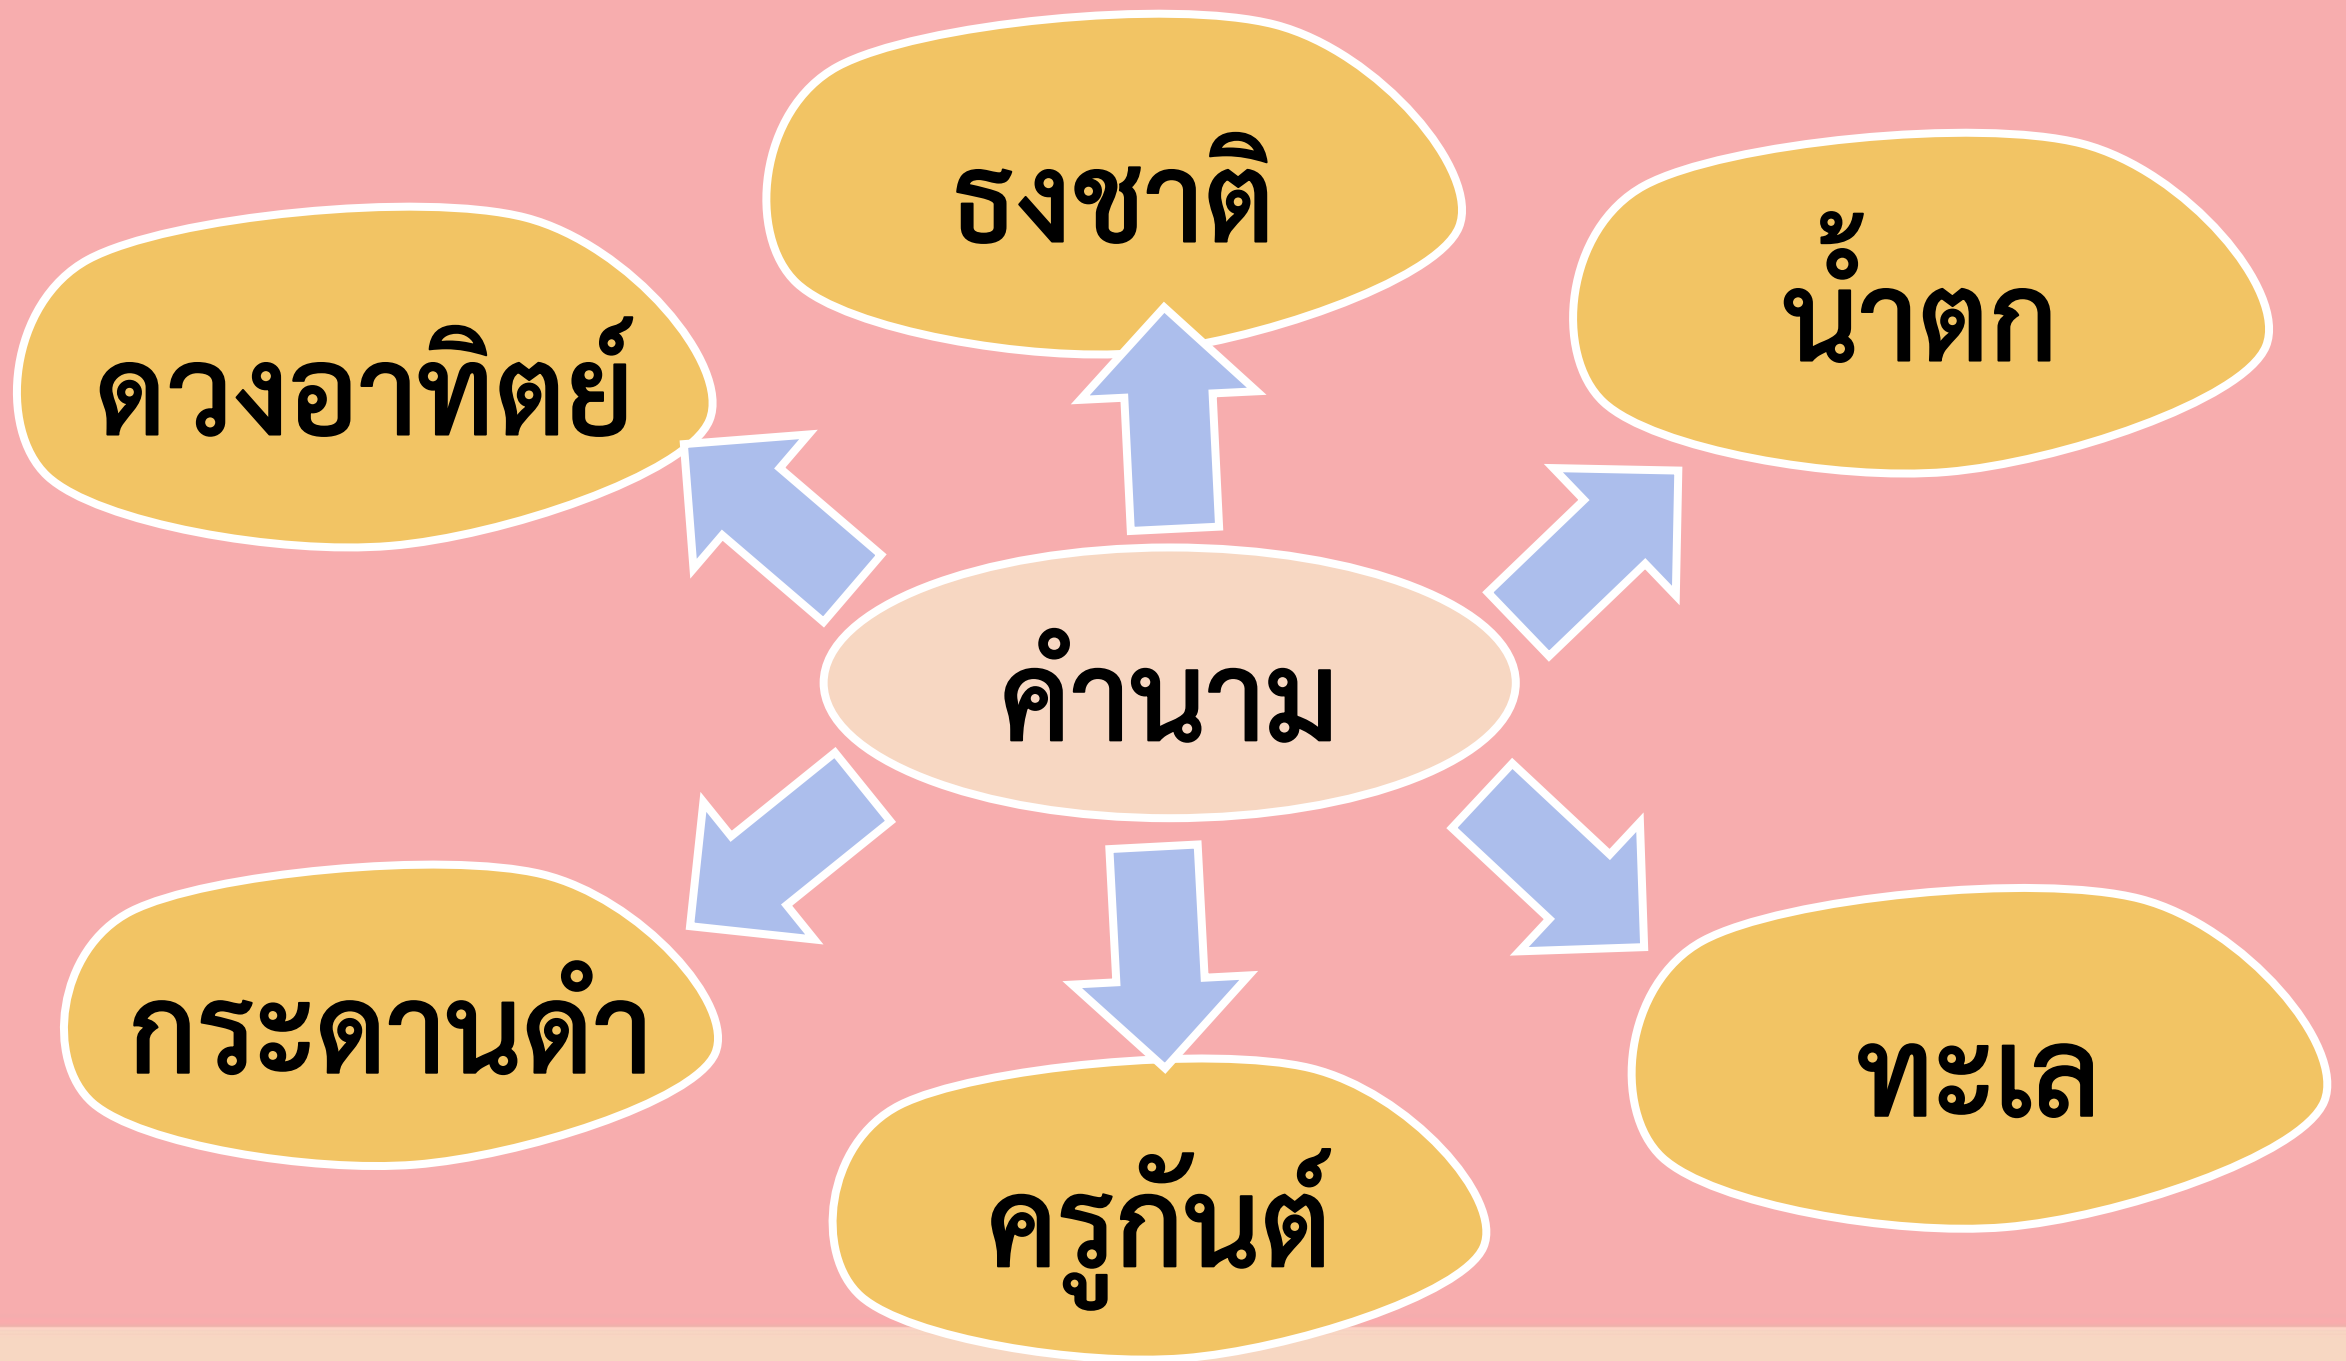 ธงชาติ
น้ำตก
ดวงอาทิตย์
คำนาม
กระดานดำ
ทะเล
ครูกันต์